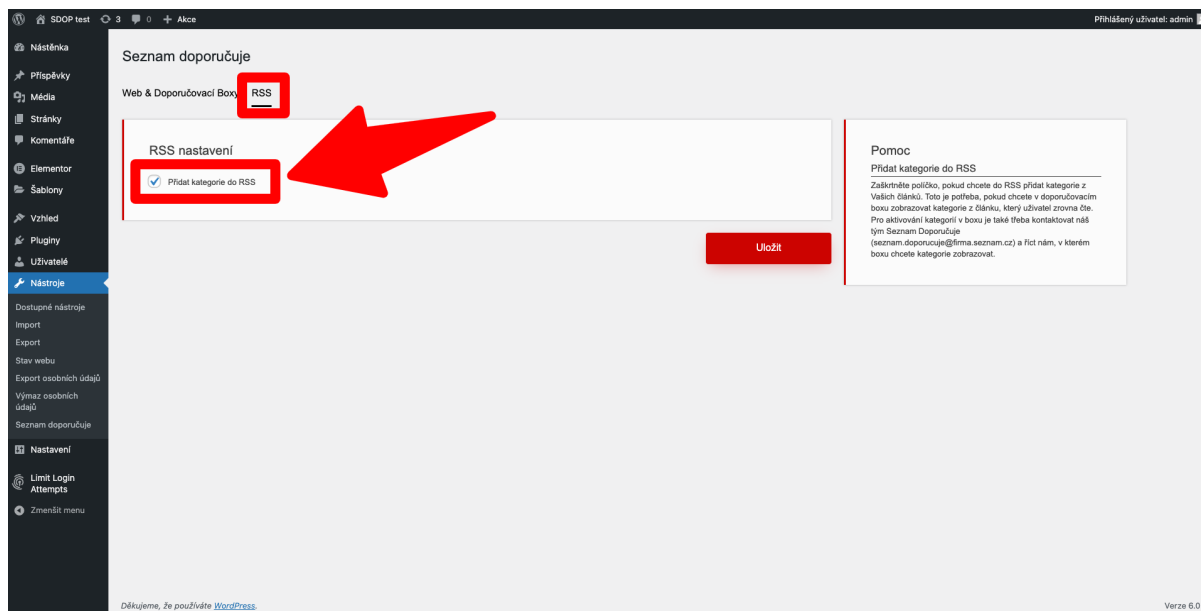 SDOP test 3 0 + Akce Přihlášený uživatel: admin
Nástěnka
Příspěvky
Média
Stránky
Komentáře
Elementor
Šablony
Vzhled
Pluginy
Uživatelé
Nástroje
Dostupné nástroje
Import
Export
Stav webu
Export osobních údajů
Výmaz osobních
údajů
Seznam doporučuje
Nastavení
Limit Login
Attempts
Zmenšit menu
Seznam doporučuje
Web & Doporučovací Boxy RSS
RSS nastavení
Přidat kategorie do RSS
Uložit
Pomoc
Přidat kategorie do RSS
Zaškrtněte políčko, pokud chcete do RSS přidat kategorie z
Vašich článků. Toto je potřeba, pokud chcete v doporučovacím
boxu zobrazovat kategorie z článku, který uživatel zrovna čte.
Pro aktivování kategorií v boxu je také třeba kontaktovat náš
tým Seznam Doporučuje
(seznam.doporucuje@firma.seznam.cz) a říct nám, v kterém
boxu chcete kategorie zobrazovat.
Děkujeme, že používáte WordPress. Verze 6.0